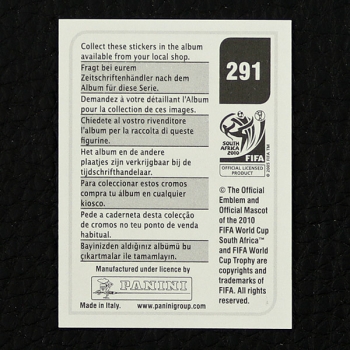 Collect these stickers in the album
available from your local shop.
Fragt bei eurem
Zeitschriftenhändler nach dem
Album für diese Serie.
Demandez à votre détaillant l'Album
pour la collection de ces images.
Chiedete al vostro rivenditore
l'album per la raccolta di queste
figurine.
Het album en de andere
plaatjes zijn verkrijgbaar bij de
tijdschrifthandelaar.
Para coleccionar estos cromos
compra tu álbum en cualquier
kiosco.
Pede a caderneta desta colecção
de cromos no teu ponto de venda
habitual.
Bayinizden aldığınız albümü bu
çıkartmalar ile tamamlayın.
Manufactured under licence by
PANINI
Made in Italy. www.paninigroup.com
291
SOUTH AFRICA
2010
FIFA
OFFICIAL LICENSED
PRODUCT
© 2005 FIFA TM
© The Official
Emblem and
Official Mascot
of the 2010
FIFA World Cup
South Africa™
and FIFA World
Cup Trophy are
copyrights and
trademarks of
FIFA. All rights
reserved.